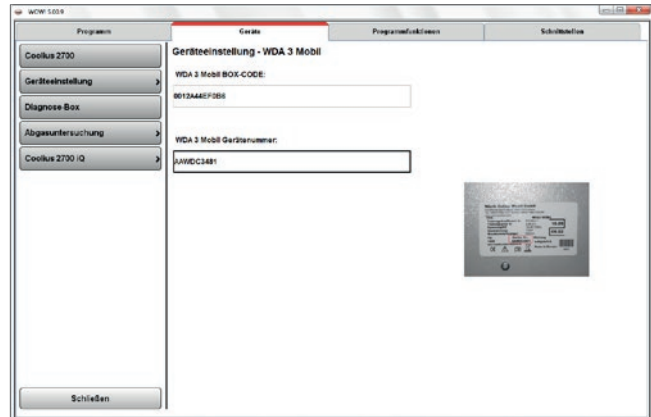 WOW! 5.00.9
Programm
Geräte
Programmfunktionen
Schnittstellen
Coolius 2700
Geräteeinstellung
Diagnose-Box
Abgasuntersuchung
Coolius 2700 iQ
Schließen
Geräteeinstellung - WDA 3 Mobil
WDA 3 Mobil BOX-CODE:
0012A44EF0B6
WDA 3 Mobil Gerätenummer:
AAWDC3481